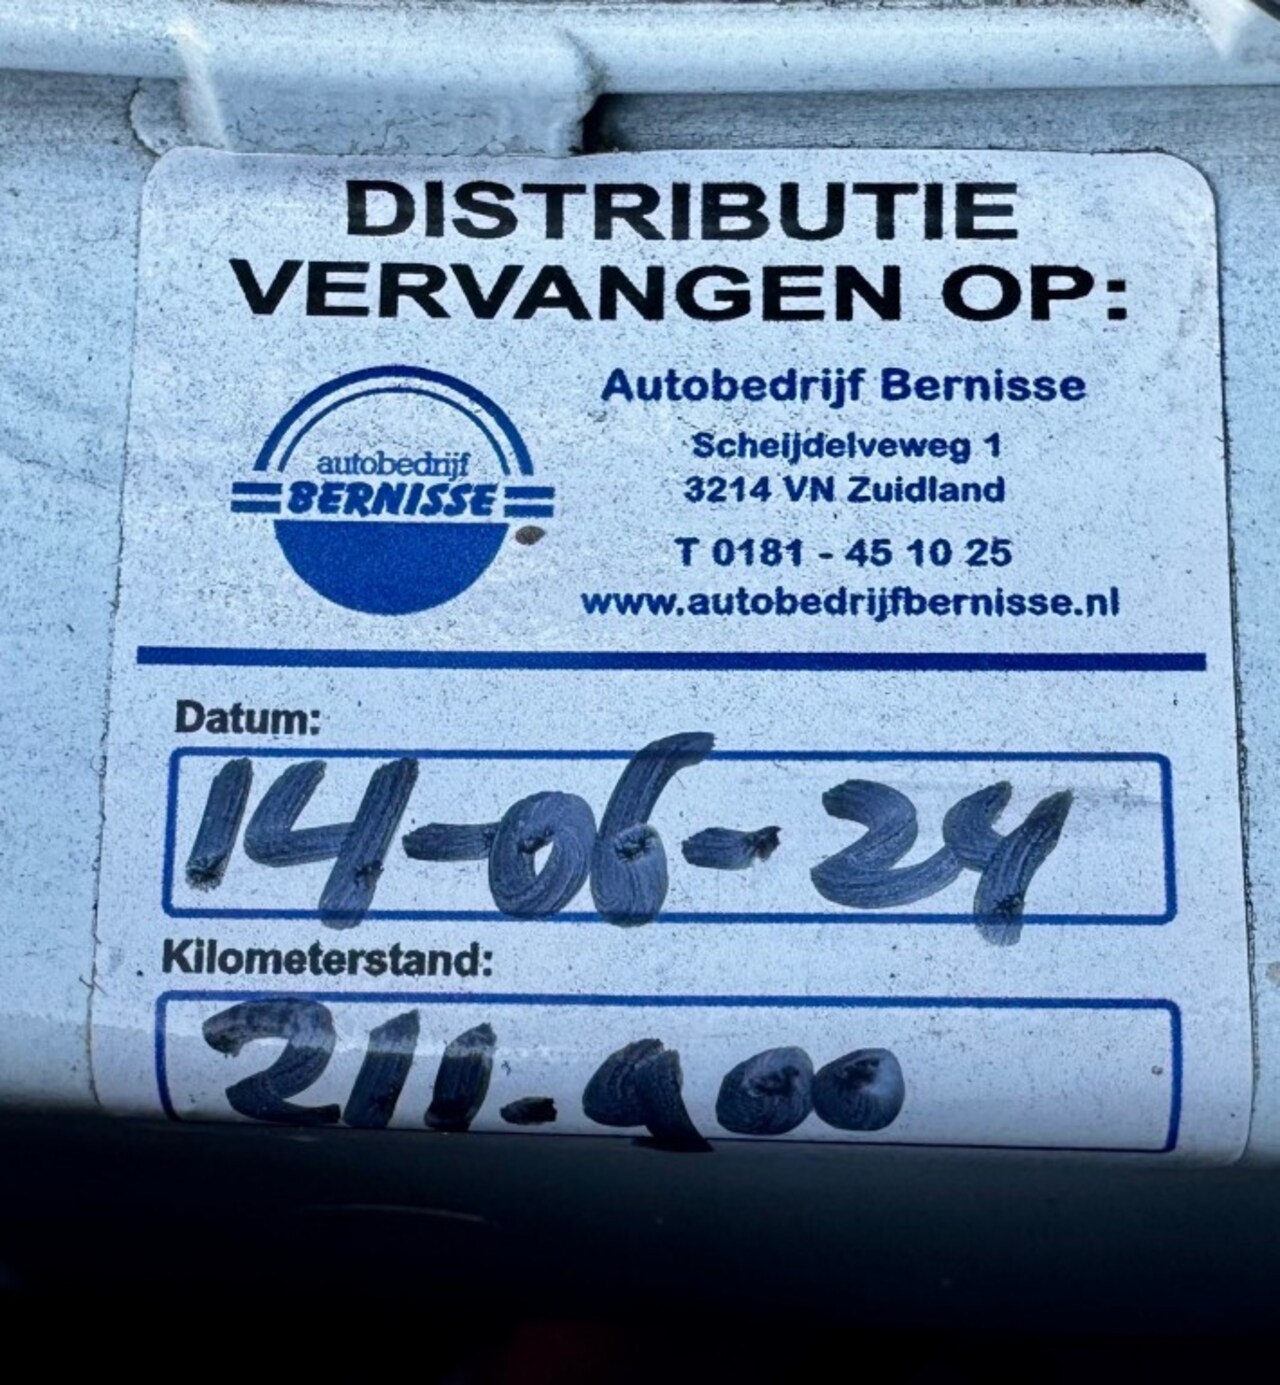 DISTRIBUTIE
VERVANGEN OP:
autobedrijf
BERNISSE
Autobedrijf Bernisse
Scheijdelveweg 1
3214 VN Zuidland
T 0181 - 45 10 25
www.autobedrijfbernisse.nl
Datum:
14-06-24
Kilometerstand:
211.900